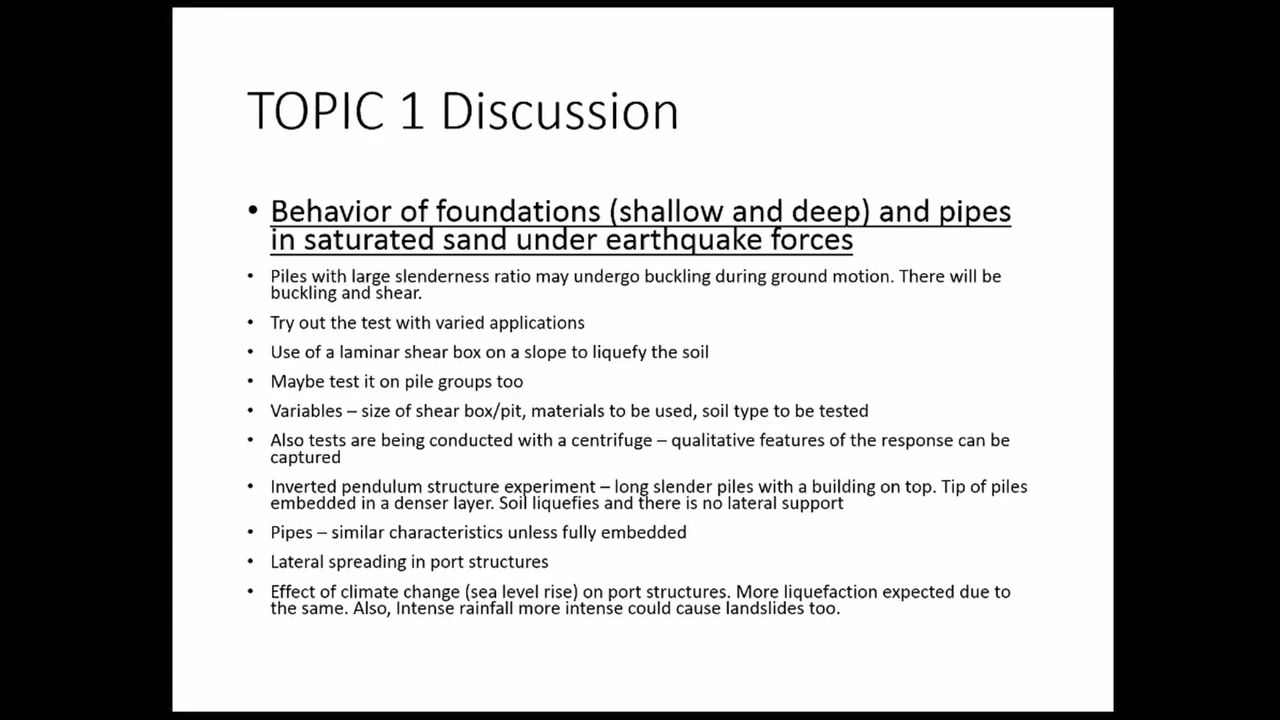 TOPIC 1 Discussion
• Behavior of foundations (shallow and deep) and pipes
in saturated sand under earthquake forces
• Piles with large slenderness ratio may undergo buckling during ground motion. There will be
buckling and shear.
• Try out the test with varied applications
• Use of a laminar shear box on a slope to liquefy the soil
• Maybe test it on pile groups too
• Variables – size of shear box/pit, materials to be used, soil type to be tested
• Also tests are being conducted with a centrifuge – qualitative features of the response can be
captured
• Inverted pendulum structure experiment – long slender piles with a building on top. Tip of piles
embedded in a denser layer. Soil liquefies and there is no lateral support
• Pipes – similar characteristics unless fully embedded
• Lateral spreading in port structures
• Effect of climate change (sea level rise) on port structures. More liquefaction expected due to
the same. Also, Intense rainfall more intense could cause landslides too.